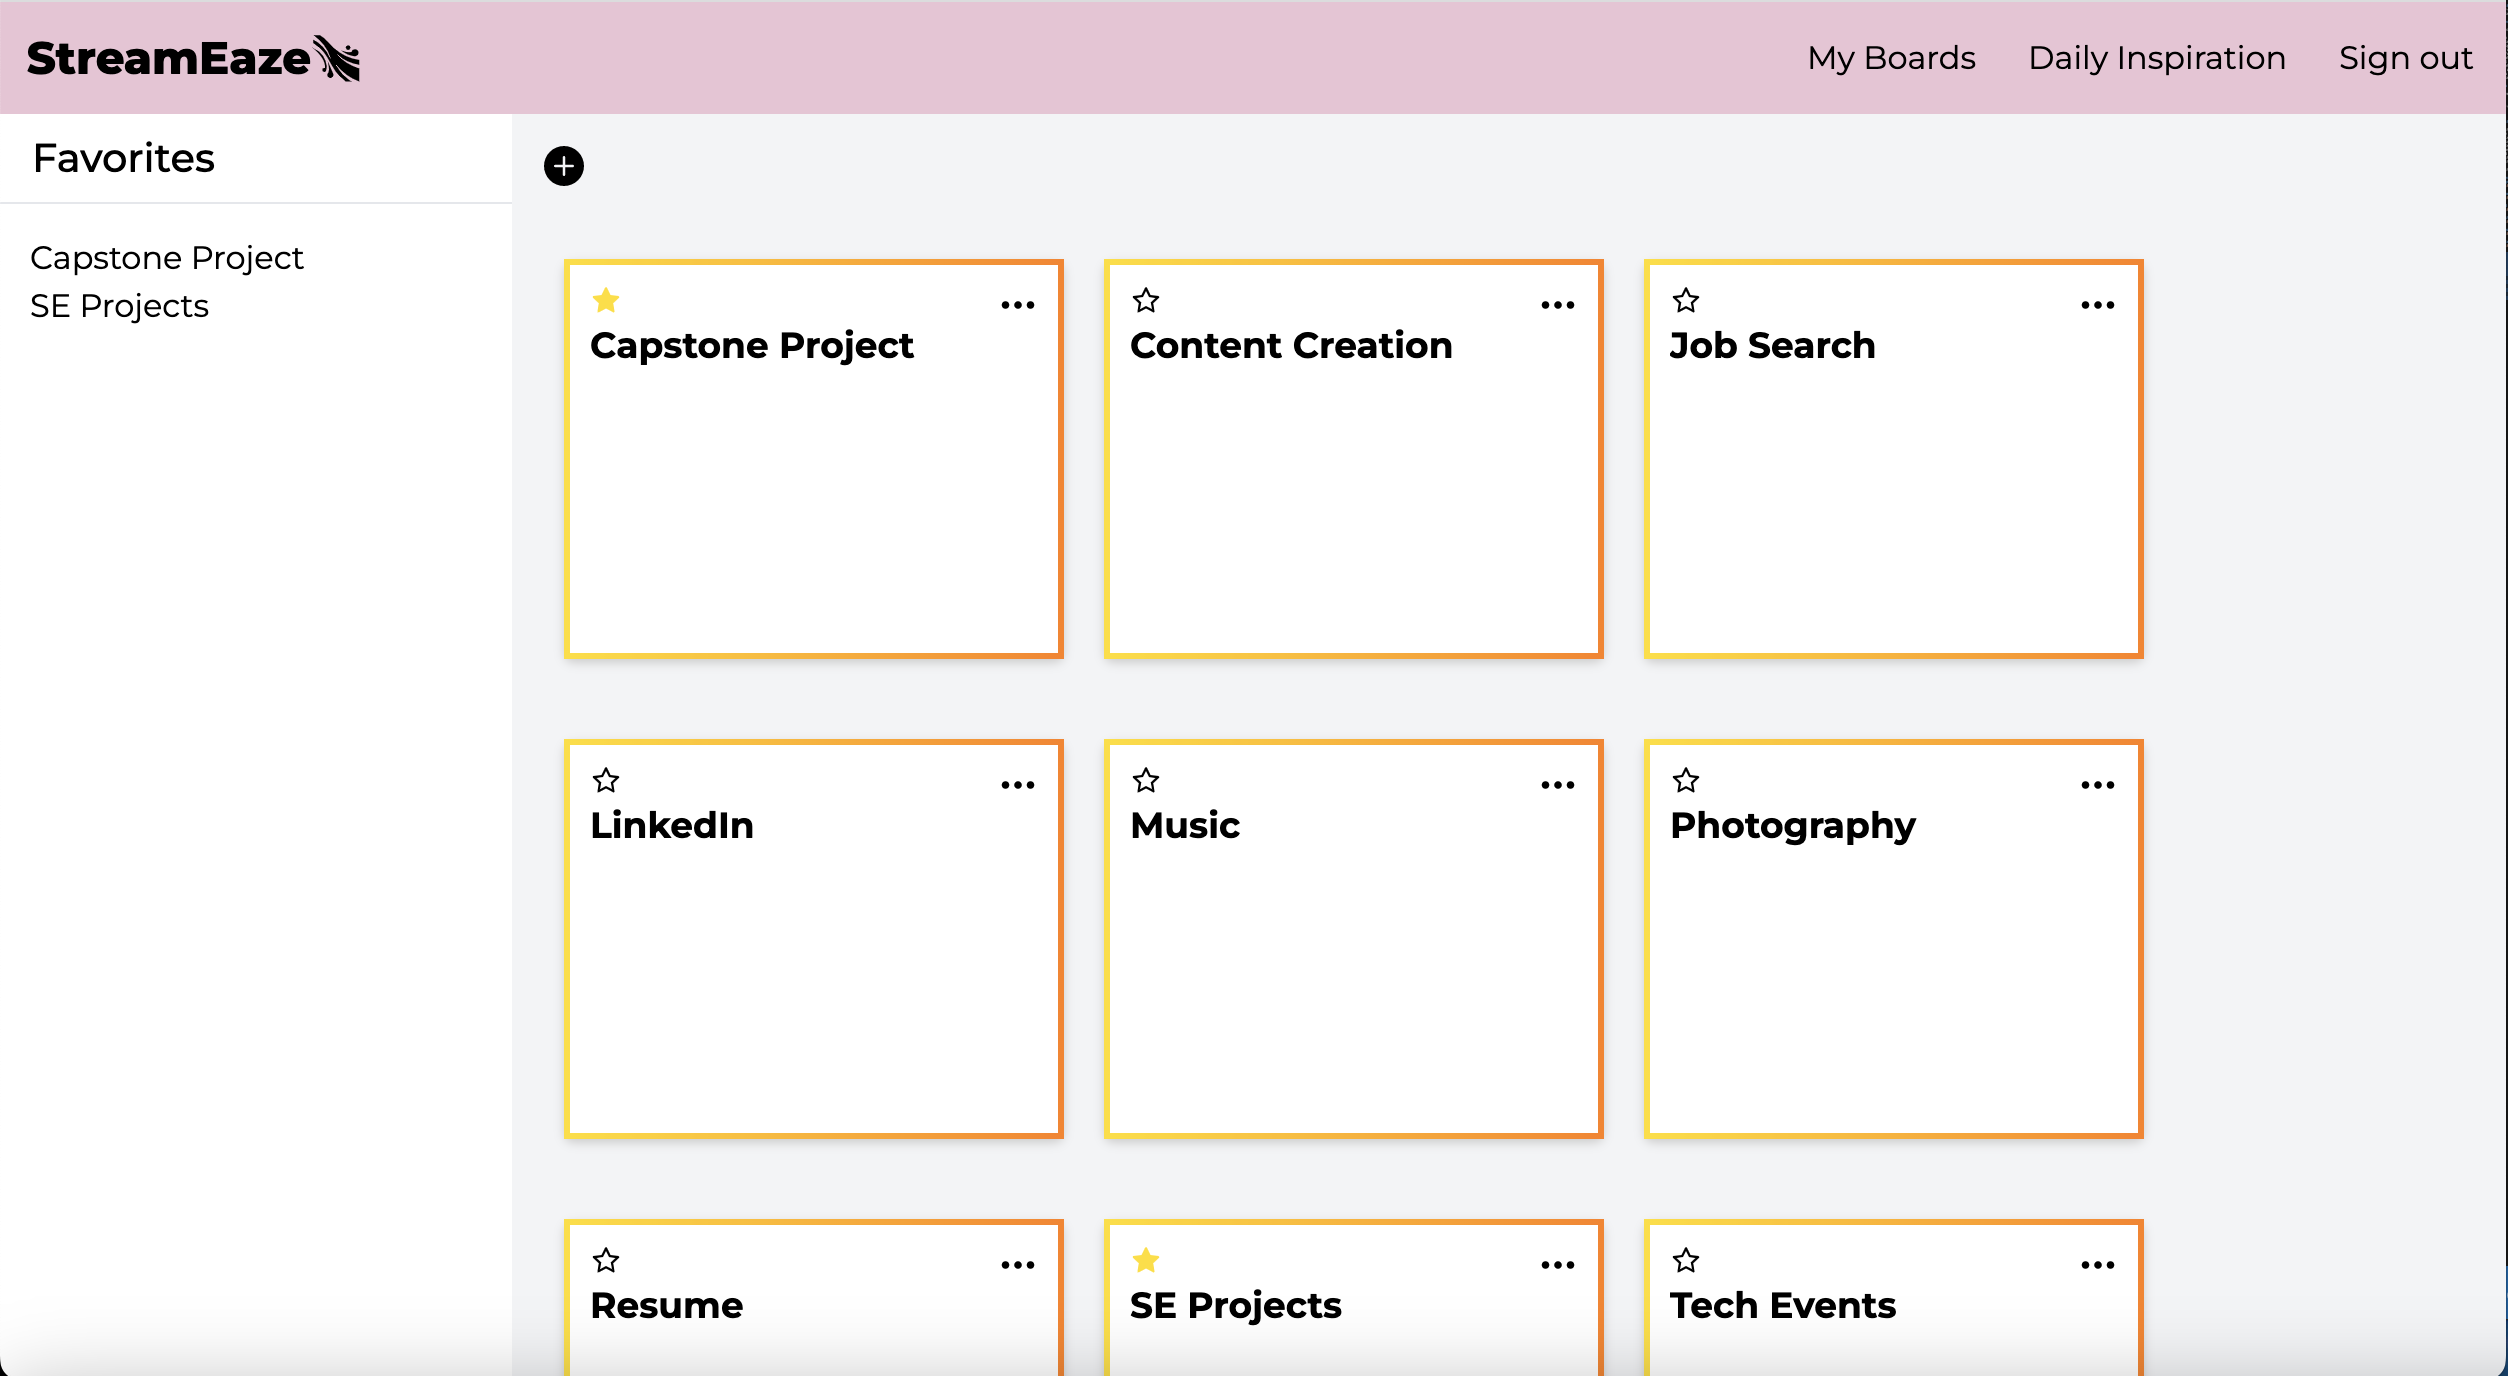 StreamEaze
My Boards
Daily Inspiration
Sign out
Favorites
Capstone Project
SE Projects
Capstone Project
Content Creation
Job Search
LinkedIn
Music
Photography
Resume
SE Projects
Tech Events